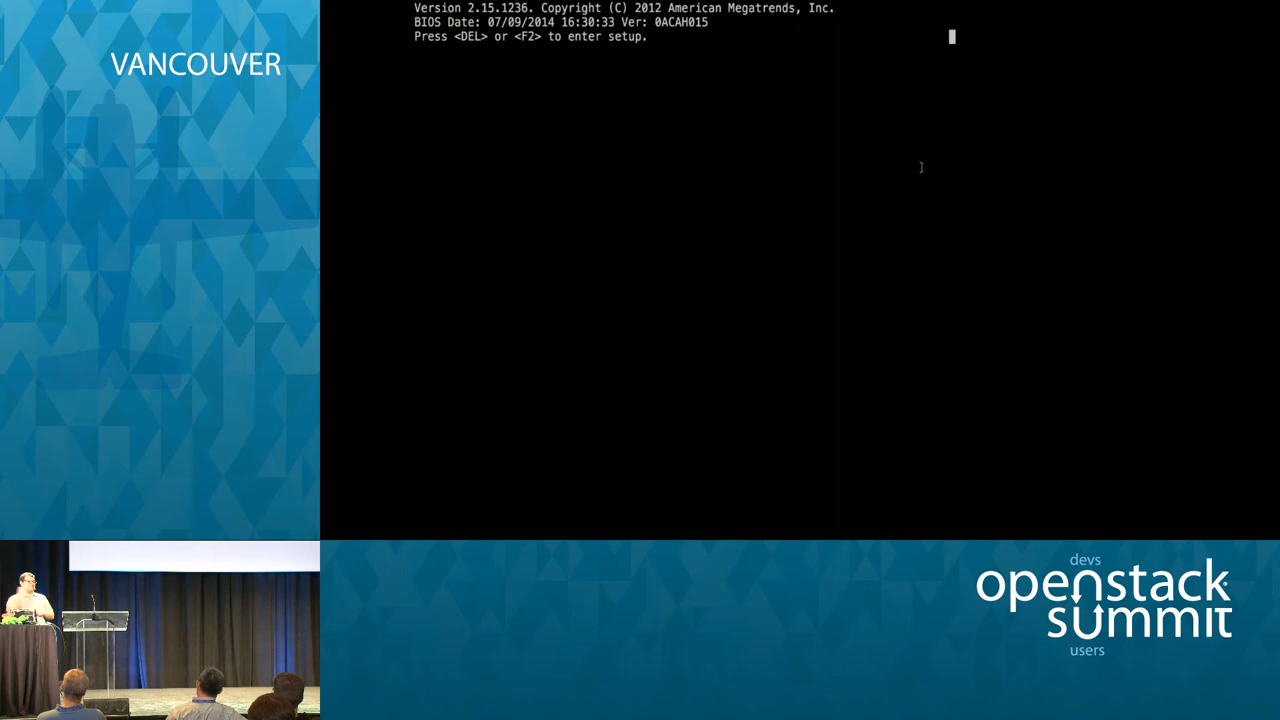 Version 2.15.1236. Copyright (C) 2012 American Megatrends, Inc.
BIOS Date: 07/09/2014 16:30:33 Ver: 0ACAH015
Press <DEL> or <F2> to enter setup.
VANCOUVER
devs
openstack
summit
users